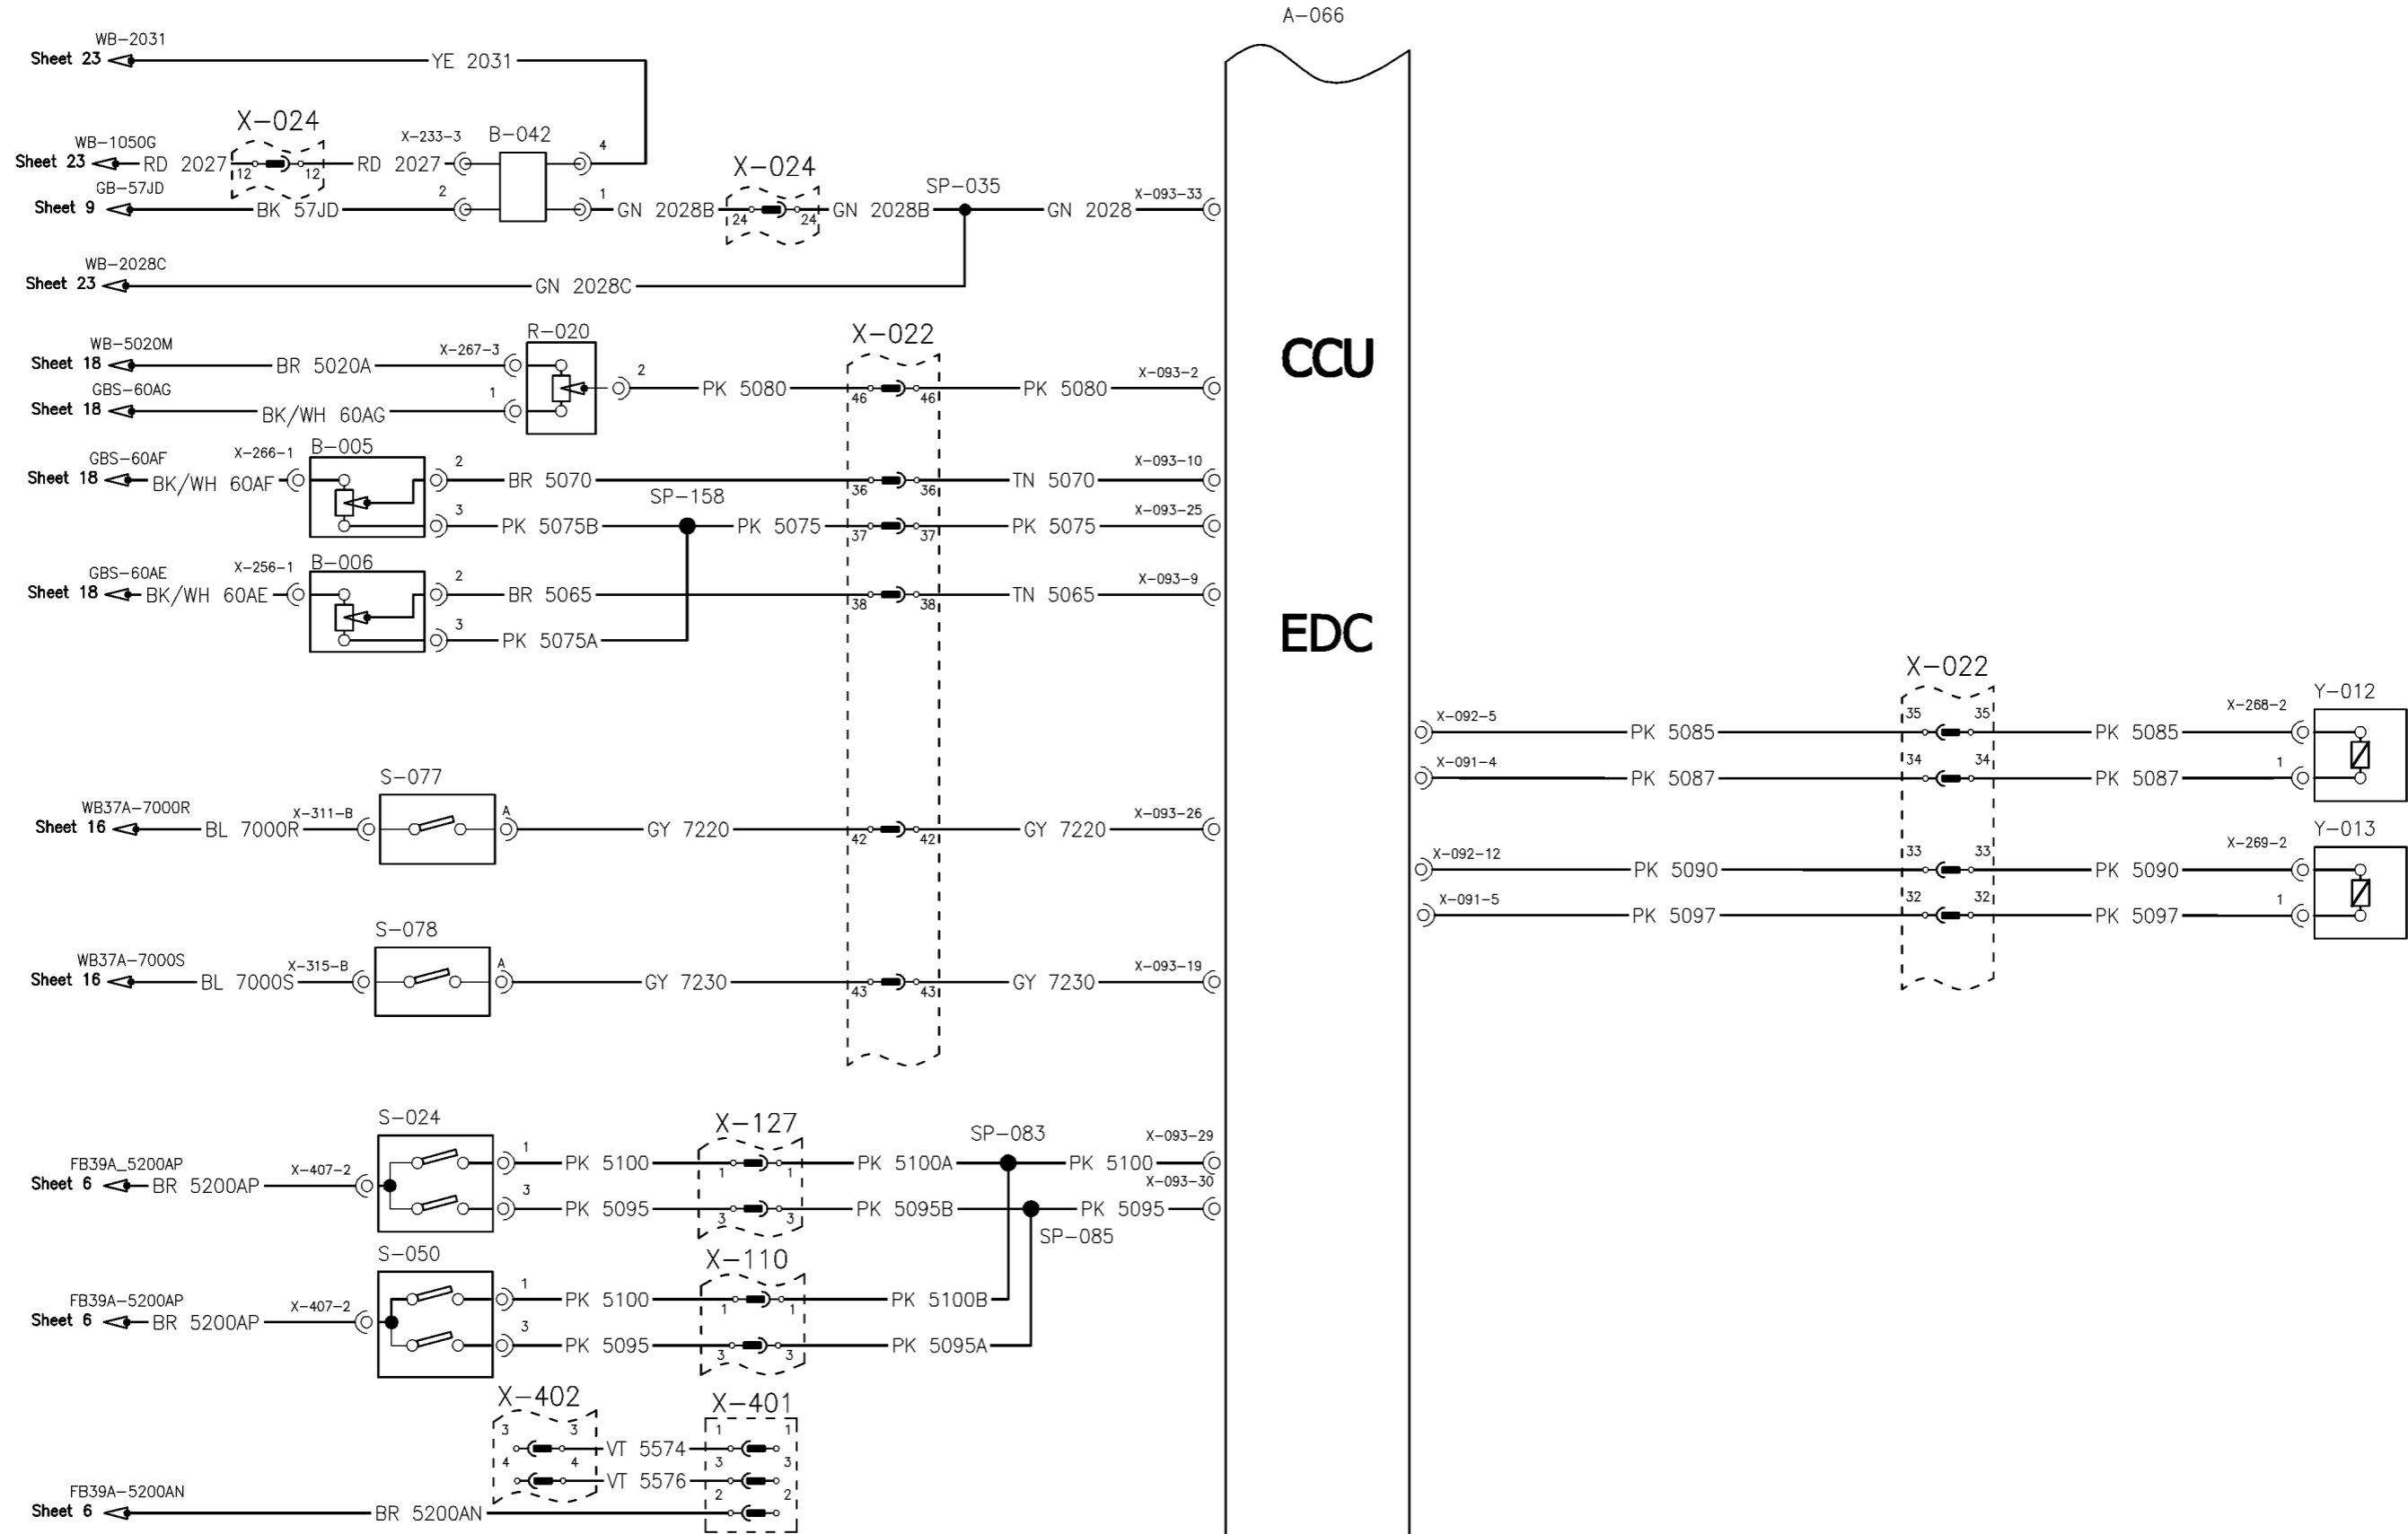 A-066
WB-2031
Sheet 23 YE 2031
X-024
WB-1050G X-233-3 B-042 4
Sheet 23 RD 2027 12 12 RD 2027
X-024
GB-57JD 2 1 SP-035 X-093-33
Sheet 9 BK 57JD GN 2028B 24 24 GN 2028B GN 2028
WB-2028C
Sheet 23 GN 2028C
R-020 X-022
WB-5020M X-267-3
Sheet 18 BR 5020A
CCU
GBS-60AG 1 2 X-093-2
PK 5080 46 46 PK 5080
Sheet 18 BK/WH 60AG
B-005
GBS-60AF X-266-1 2 X-093-10
Sheet 18 BK/WH 60AF BR 5070 36 36 TN 5070
SP-158
3 X-093-25
PK 5075B PK 5075 37 37 PK 5075
B-006
GBS-60AE X-256-1 2 X-093-9
Sheet 18 BK/WH 60AE BR 5065 38 38 TN 5065
3
PK 5075A
EDC
X-022
Y-012
X-092-5 35 35 X-268-2
PK 5085 PK 5085
X-091-4 34 34 1
PK 5087 PK 5087
S-077
WB37A-7000R X-311-B A X-093-26
Sheet 16 BL 7000R GY 7220 42 42 GY 7220
Y-013
X-092-12 33 33 X-269-2
PK 5090 PK 5090
X-091-5 32 32 1
PK 5097 PK 5097
S-078
WB37A-7000S X-315-B A X-093-19
Sheet 16 BL 7000S GY 7230 43 43 GY 7230
S-024 X-127 SP-083
1 X-093-29
PK 5100 1 1 PK 5100A PK 5100
FB39A_5200AP X-407-2
Sheet 6 BR 5200AP
3 X-093-30
PK 5095 3 3 PK 5095B PK 5095
SP-085
S-050 X-110
1
PK 5100 1 1 PK 5100B
FB39A-5200AP X-407-2
Sheet 6 BR 5200AP
3
PK 5095 3 3 PK 5095A
X-402 X-401
3 3 VT 5574 1 1
4 4 VT 5576 3 3
FB39A-5200AN 2 2
Sheet 6 BR 5200AN